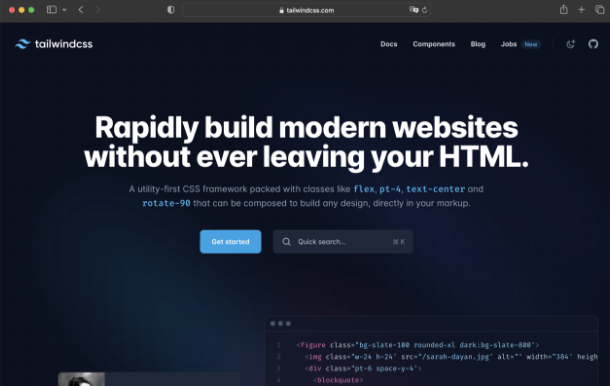 tailwindcss.com
tailwindcss
Docs Components Blog Jobs New
Rapidly build modern websites
without ever leaving your HTML.
A utility-first CSS framework packed with classes like flex, pt-4, text-center and
rotate-90 that can be composed to build any design, directly in your markup.
Get started
Quick search... ⌘ K
1 <figure class="bg-slate-100 rounded-xl dark:bg-slate-800">
2 <img class="w-24 h-24" src="/sarah-dayan.jpg" alt="" width="384" heigh
3 <div class="pt-6 space-y-4">
4 <blockquote>